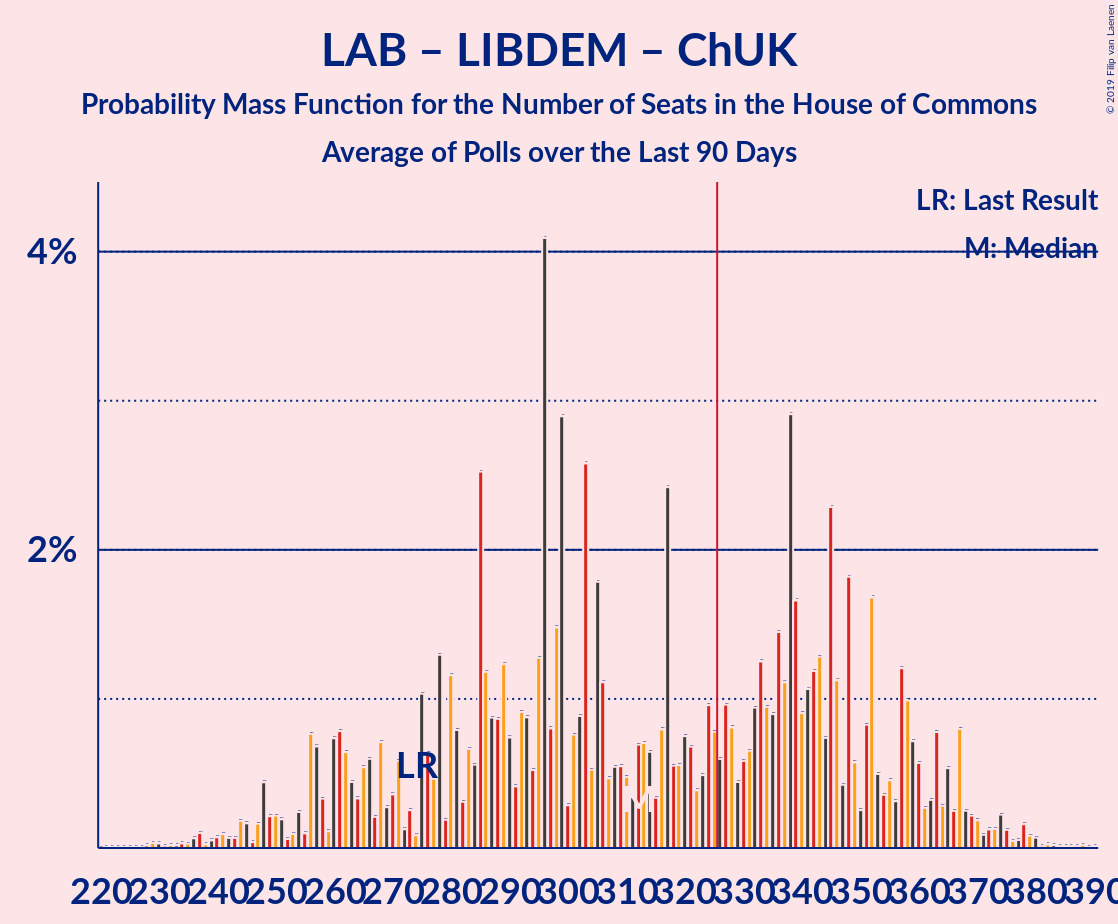 LAB – LIBDEM – ChUK
Probability Mass Function for the Number of Seats in the House of Commons
Average of Polls over the Last 90 Days
© 2019 Filip van Laenen
LR: Last Result
M: Median
4%
2%
LR
M
220 230 240 250 260 270 280 290 300 310 320 330 340 350 360 370 380 390